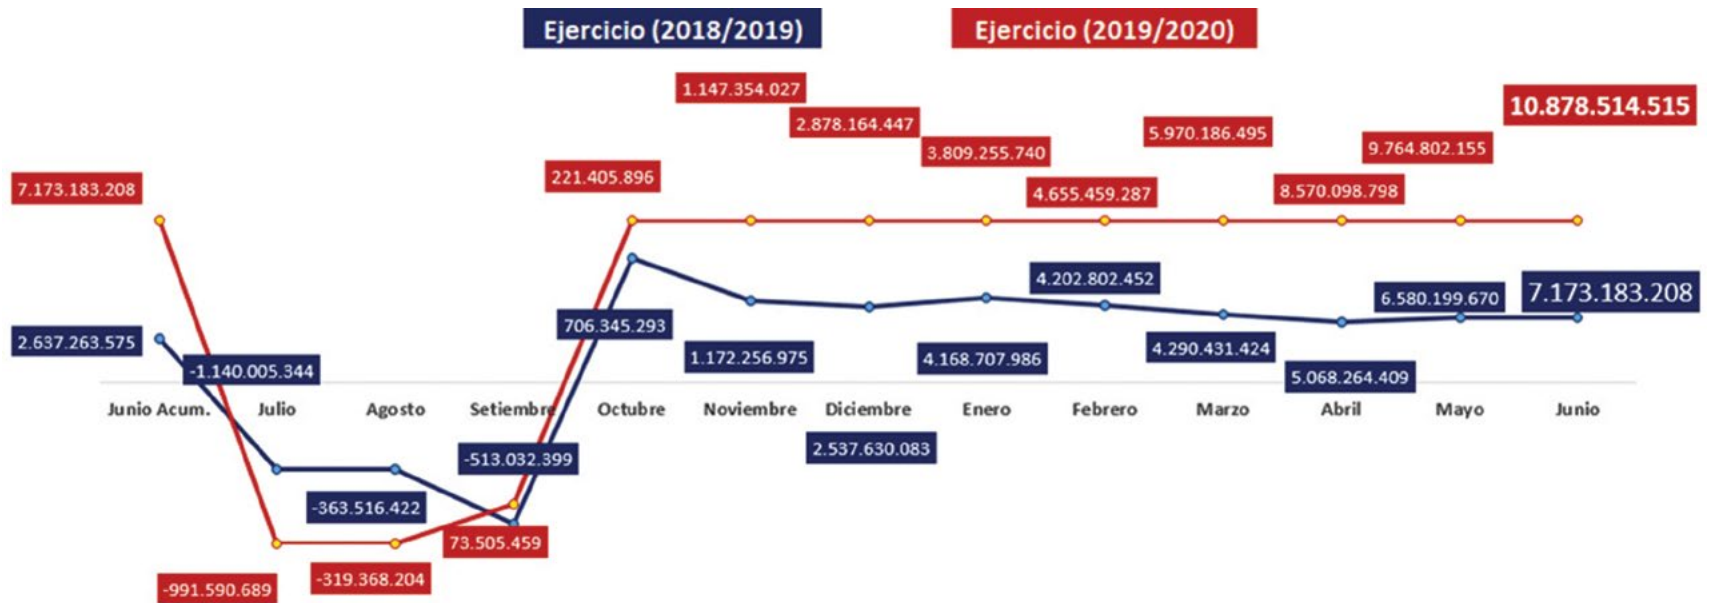 Ejercicio (2018/2019)
Ejercicio (2019/2020)
1.147.354.027
2.878.164.447
3.809.255.740
5.970.186.495
9.764.802.155
10.878.514.515
7.173.183.208
221.405.896
4.655.459.287
8.570.098.798
2.637.263.575
-1.140.005.344
706.345.293
1.172.256.975
4.168.707.986
4.202.802.452
4.290.431.424
5.068.264.409
6.580.199.670
7.173.183.208
Junio Acum.
Julio
Agosto
Setiembre
Octubre
Noviembre
Diciembre
Enero
Febrero
Marzo
Abril
Mayo
Junio
-513.032.399
2.537.630.083
-363.516.422
73.505.459
-991.590.689
-319.368.204